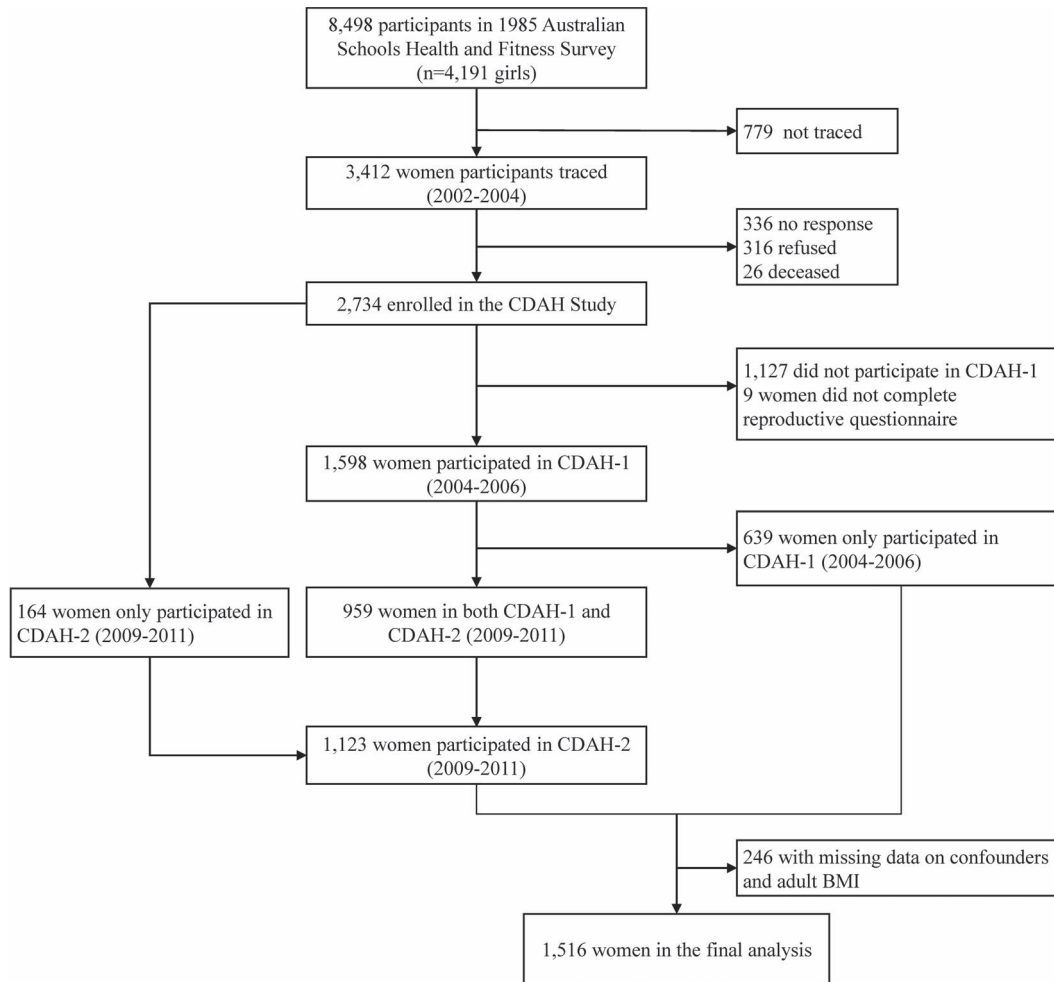 8,498 participants in 1985 Australian
Schools Health and Fitness Survey
(n=4,191 girls)
779 not traced
3,412 women participants traced
(2002-2004)
336 no response
316 refused
26 deceased
2,734 enrolled in the CDAH Study
1,127 did not participate in CDAH-1
9 women did not complete
reproductive questionnaire
1,598 women participated in CDAH-1
(2004-2006)
639 women only participated in
CDAH-1 (2004-2006)
164 women only participated in
CDAH-2 (2009-2011)
959 women in both CDAH-1 and
CDAH-2 (2009-2011)
1,123 women participated in CDAH-2
(2009-2011)
246 with missing data on confounders
and adult BMI
1,516 women in the final analysis